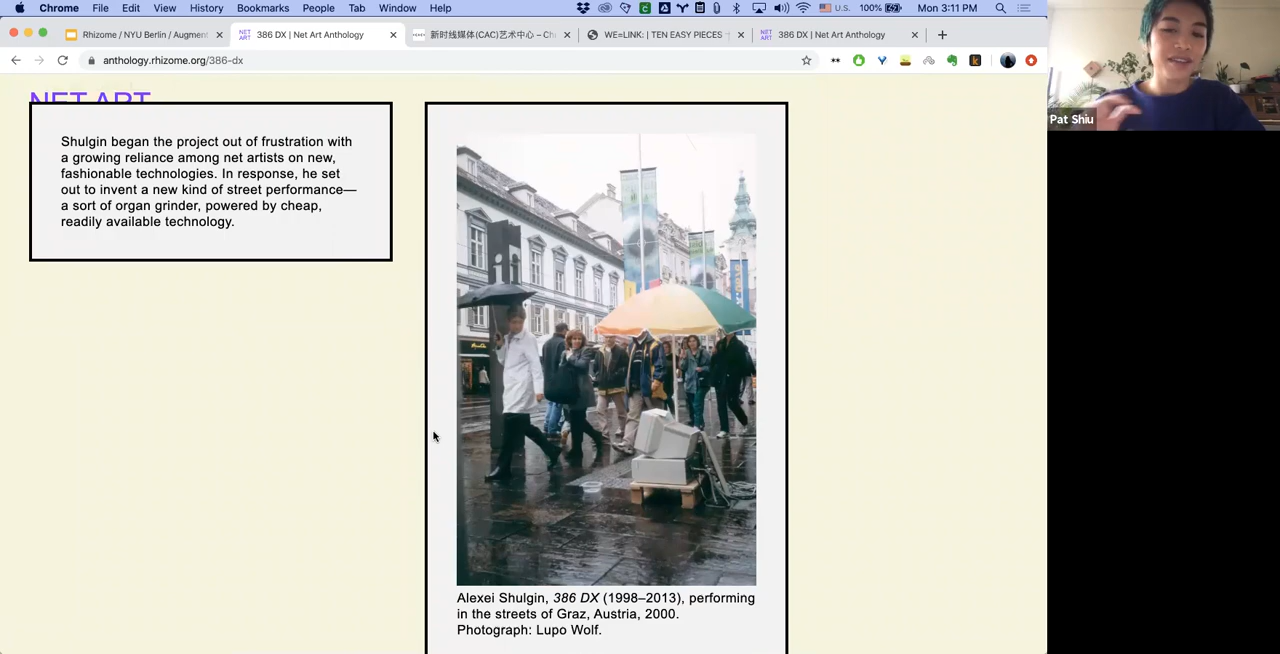 Chrome File Edit View History Bookmarks People Tab Window Help
U.S. 100% Mon 3:11 PM
Rhizome / NYU Berlin / Augment
386 DX | Net Art Anthology
新时线媒体(CAC)艺术中心 – Ch
WE=LINK: | TEN EASY PIECES
386 DX | Net Art Anthology
anthology.rhizome.org/386-dx
NET ART
Shulgin began the project out of frustration with
a growing reliance among net artists on new,
fashionable technologies. In response, he set
out to invent a new kind of street performance—
a sort of organ grinder, powered by cheap,
readily available technology.
Alexei Shulgin, 386 DX (1998–2013), performing
in the streets of Graz, Austria, 2000.
Photograph: Lupo Wolf.
Pat Shiu